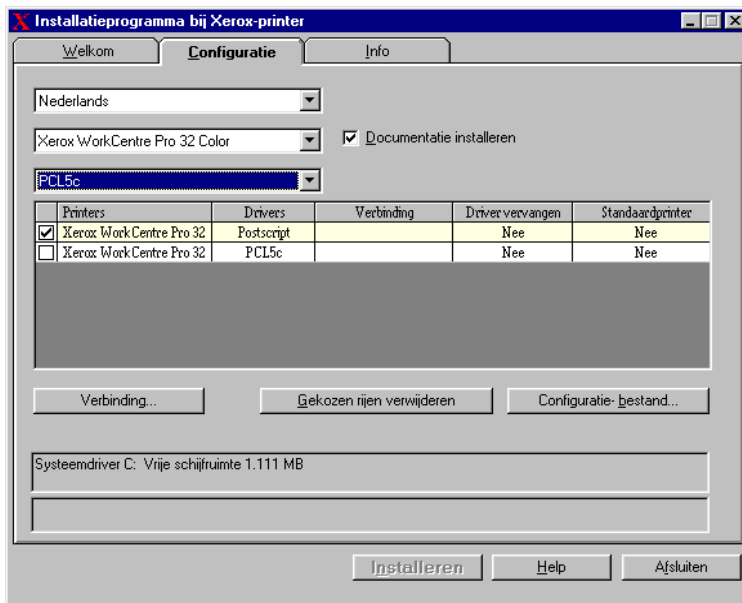 Installatieprogramma bij Xerox-printer
Welkom Configuratie Info
Nederlands
Xerox WorkCentre Pro 32 Color Documentatie installeren
PCL5c
Printers Drivers Verbinding Driver vervangen Standaardprinter
Xerox WorkCentre Pro 32 Postscript Nee Nee
Xerox WorkCentre Pro 32 PCL5c Nee Nee
Verbinding... Gekozen rijen verwijderen Configuratie- bestand...
Systeemdriver C: Vrije schijfruimte 1.111 MB
Installeren Help Afsluiten